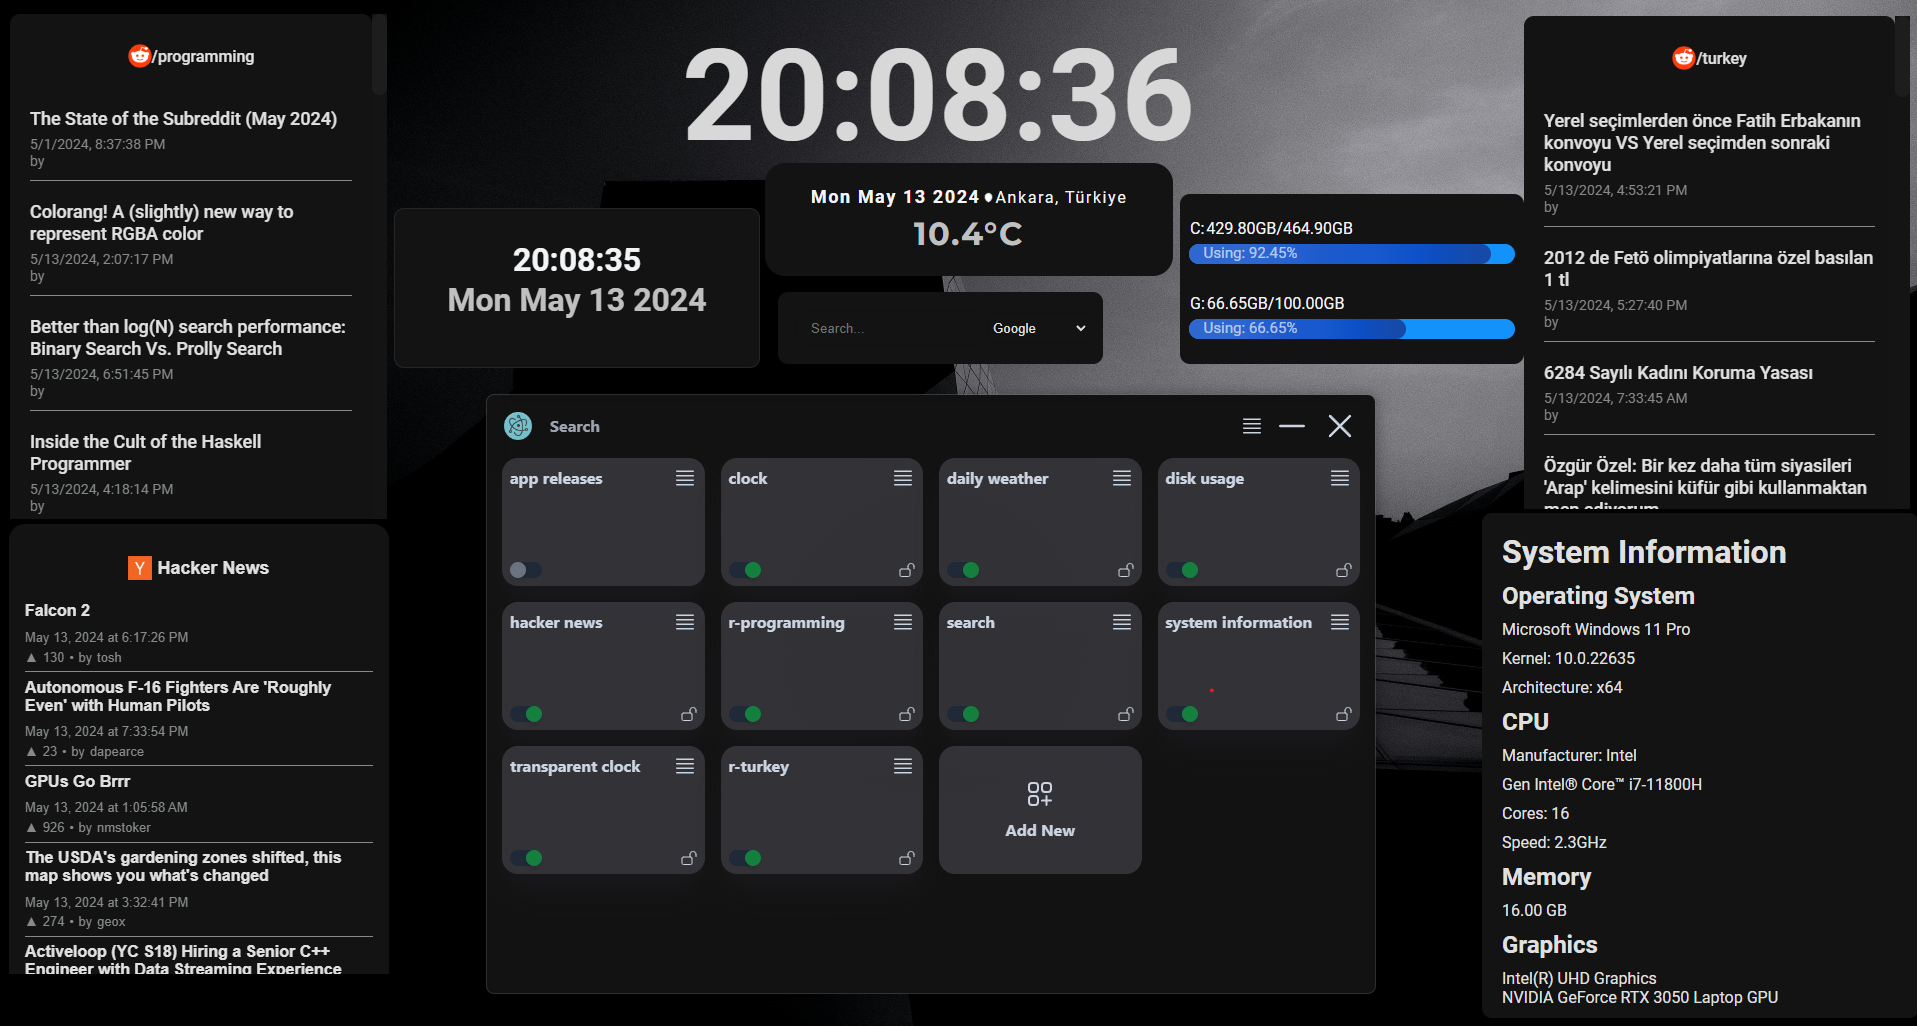 /programming
The State of the Subreddit (May 2024)
5/1/2024, 8:37:38 PM
by
Colorang! A (slightly) new way to
represent RGBA color
5/13/2024, 2:07:17 PM
by
Better than log(N) search performance:
Binary Search Vs. Prolly Search
5/13/2024, 6:51:45 PM
by
Inside the Cult of the Haskell
Programmer
5/13/2024, 4:18:14 PM
by
Y Hacker News
Falcon 2
May 13, 2024 at 6:17:26 PM
▲ 130 • by tosh
Autonomous F-16 Fighters Are 'Roughly
Even' with Human Pilots
May 13, 2024 at 7:33:54 PM
▲ 23 • by dapearce
GPUs Go Brrr
May 13, 2024 at 1:05:58 AM
▲ 926 • by nmstoker
The USDA's gardening zones shifted, this
map shows you what's changed
May 13, 2024 at 3:32:41 PM
▲ 274 • by geox
Activeloop (YC S18) Hiring a Senior C++
Engineer with Data Streaming Experience
20:08:36
20:08:35
Mon May 13 2024
Mon May 13 2024 Ankara, Türkiye
10.4°C
Search...
Google
C: 429.80GB/464.90GB
Using: 92.45%
G: 66.65GB/100.00GB
Using: 66.65%
Search
app releases
clock
daily weather
disk usage
hacker news
r-programming
search
system information
transparent clock
r-turkey
Add New
/turkey
Yerel seçimlerden önce Fatih Erbakanın
konvoyu VS Yerel seçimden sonraki
konvoyu
5/13/2024, 4:53:21 PM
by
2012 de Fetö olimpiyatlarına özel basılan
1 tl
5/13/2024, 5:27:40 PM
by
6284 Sayılı Kadını Koruma Yasası
5/13/2024, 7:33:45 AM
by
Özgür Özel: Bir kez daha tüm siyasileri
'Arap' kelimesini küfür gibi kullanmaktan
men ediyorum
System Information
Operating System
Microsoft Windows 11 Pro
Kernel: 10.0.22635
Architecture: x64
CPU
Manufacturer: Intel
Gen Intel® Core™ i7-11800H
Cores: 16
Speed: 2.3GHz
Memory
16.00 GB
Graphics
Intel(R) UHD Graphics
NVIDIA GeForce RTX 3050 Laptop GPU